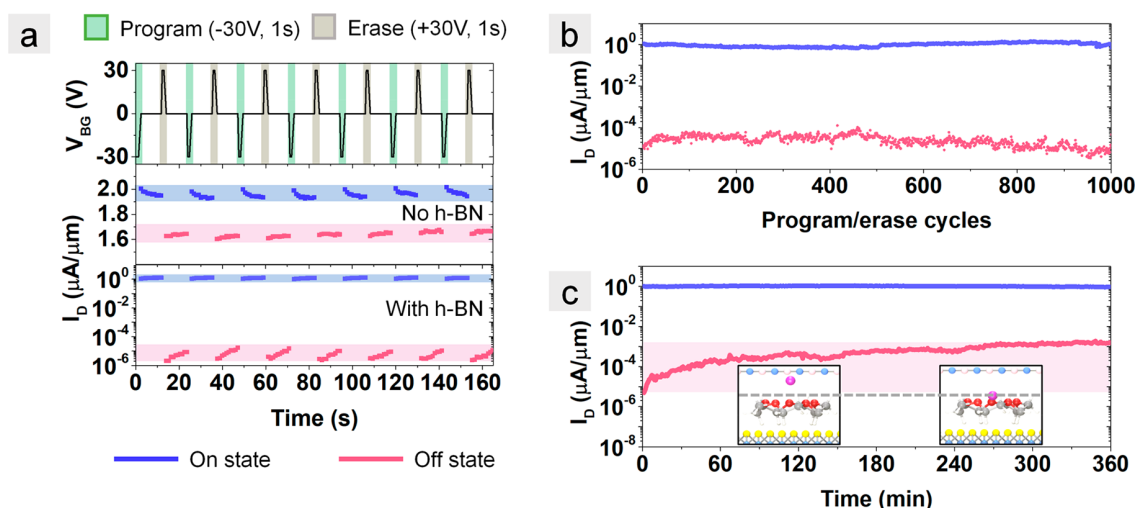 a
Program (-30V, 1s) Erase (+30V, 1s)
V_BG (V)
30
0
-30
I_D (µA/µm)
2.0
1.8
1.6
No h-BN
10^0
10^-2
10^-4
10^-6
With h-BN
0 20 40 60 80 100 120 140 160
Time (s)
On state Off state
b
I_D (µA/µm)
10^0
10^-2
10^-4
10^-6
0 200 400 600 800 1000
Program/erase cycles
c
I_D (µA/µm)
10^0
10^-2
10^-4
10^-6
10^-8
0 60 120 180 240 300 360
Time (min)